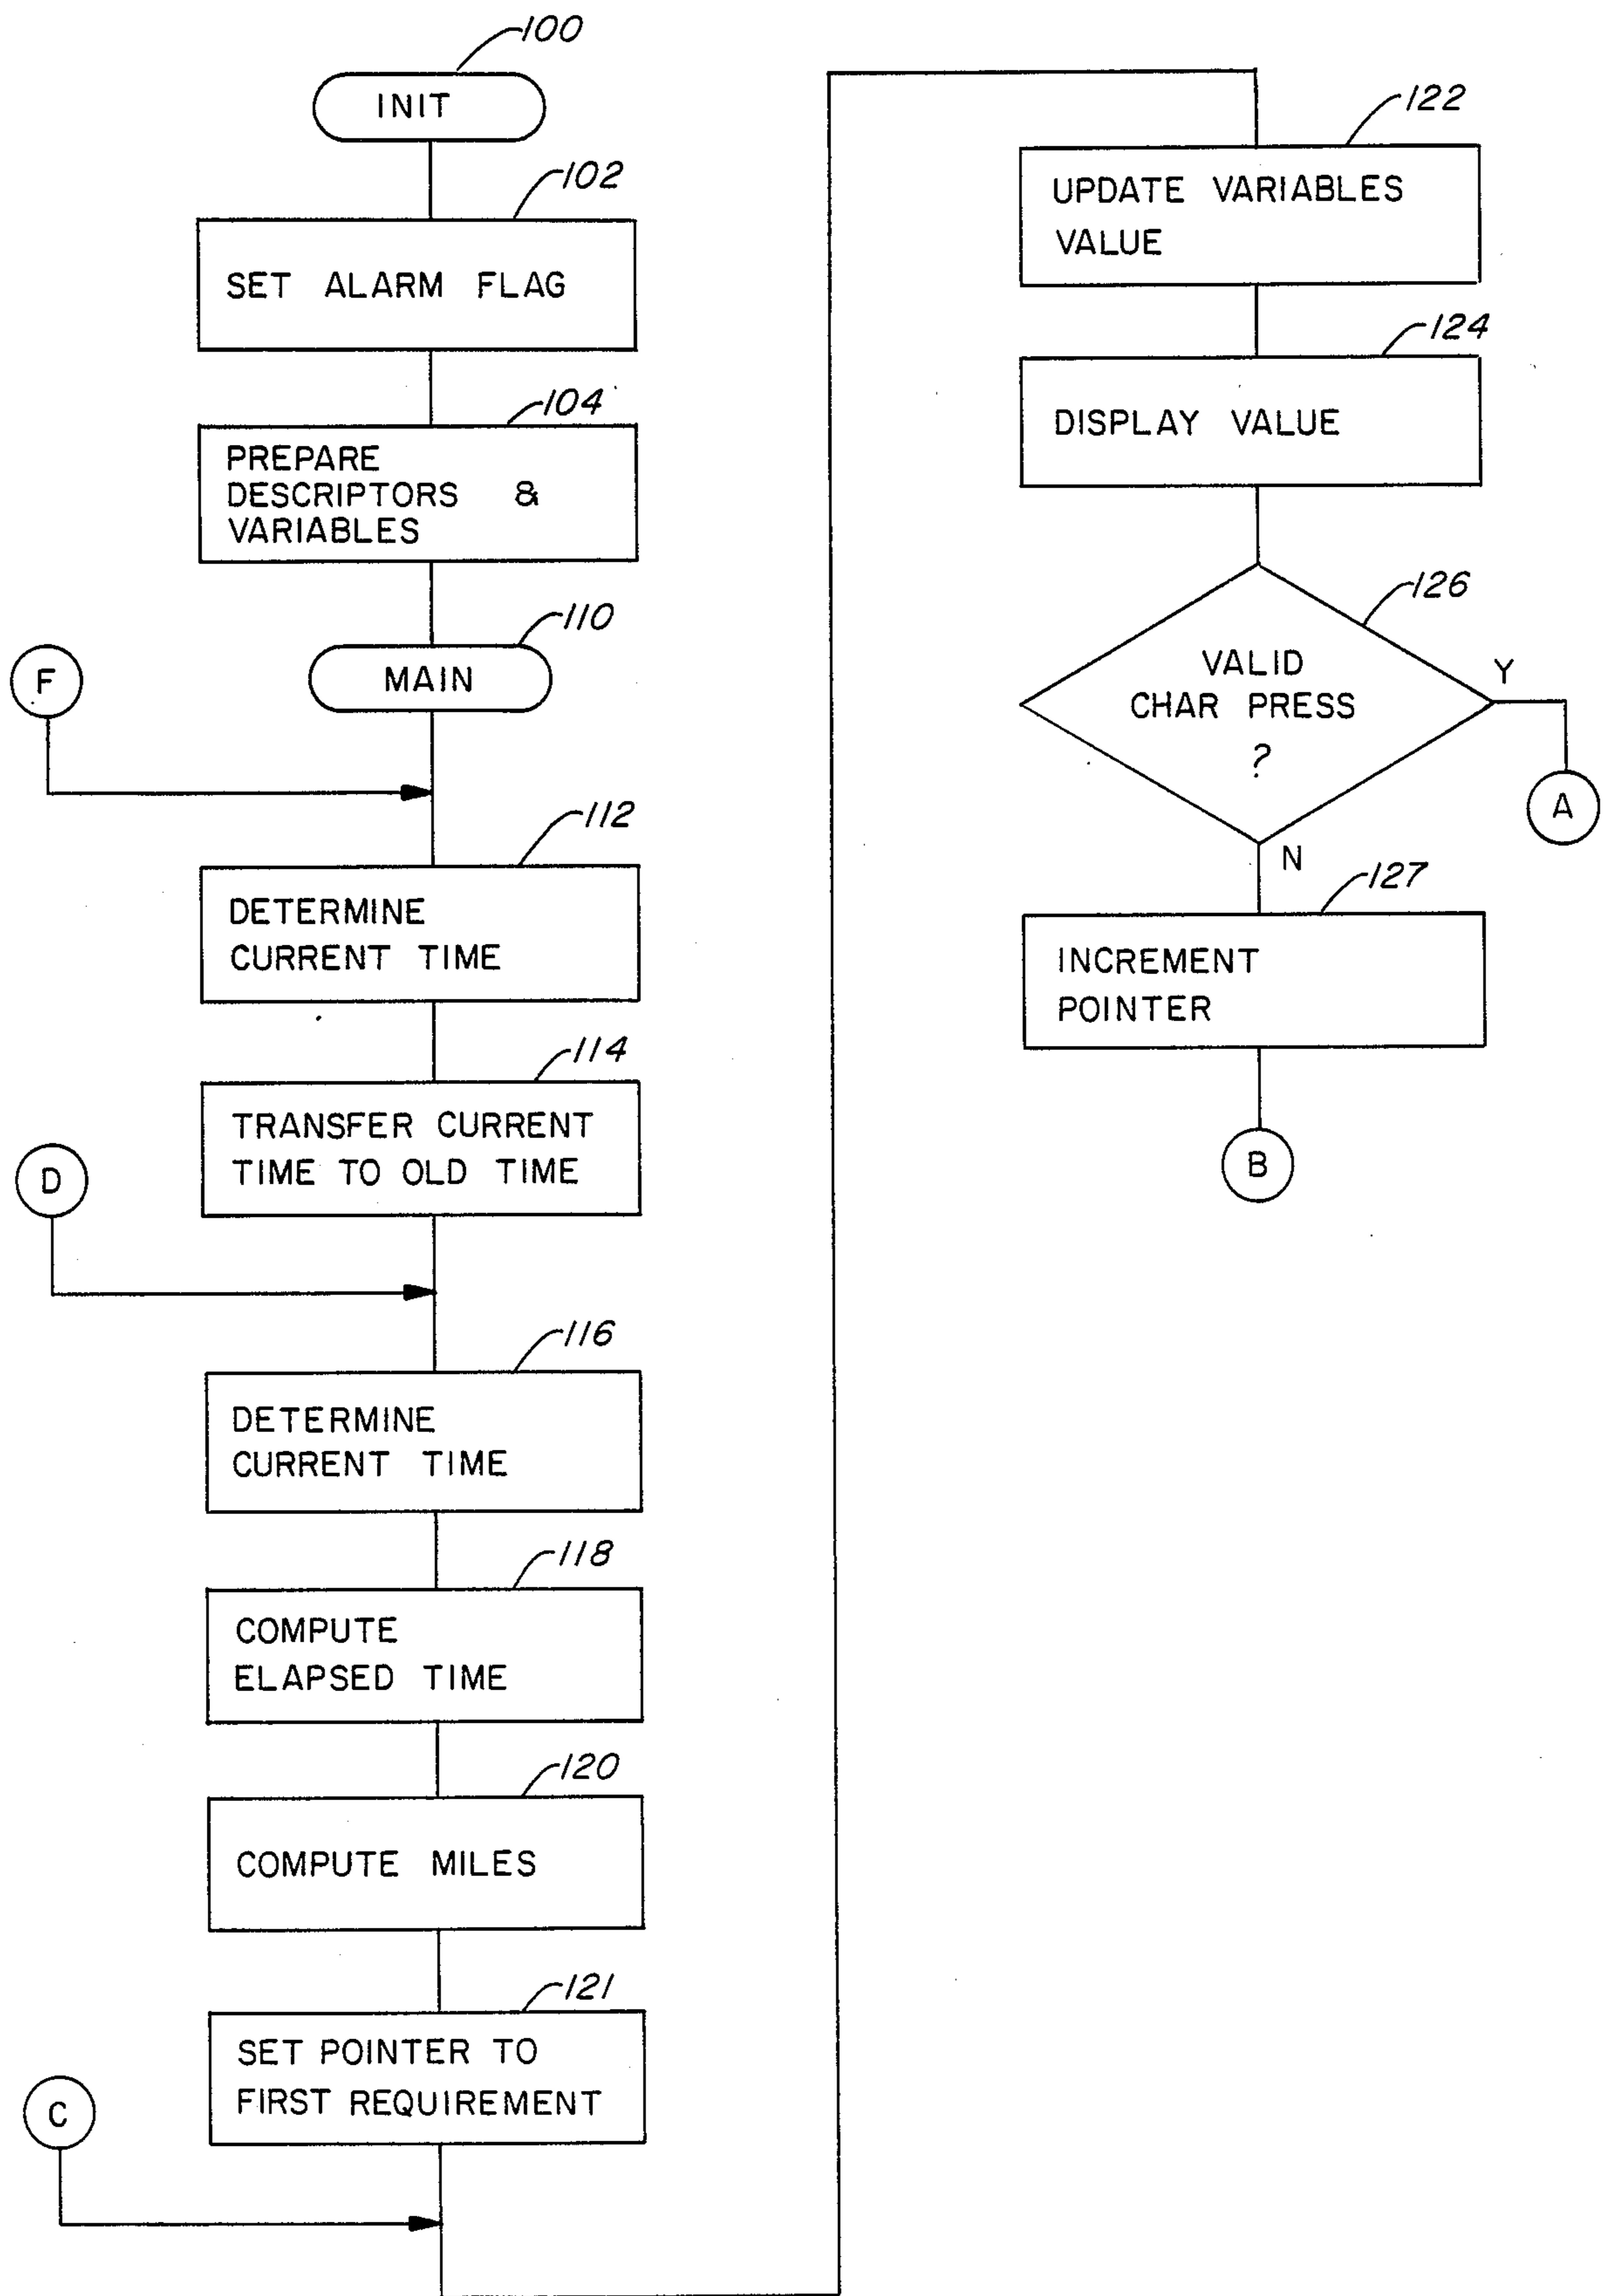 100
INIT
102
SET ALARM FLAG
104
PREPARE
DESCRIPTORS &
VARIABLES
110
MAIN
F
112
DETERMINE
CURRENT TIME
114
TRANSFER CURRENT
TIME TO OLD TIME
D
116
DETERMINE
CURRENT TIME
118
COMPUTE
ELAPSED TIME
120
COMPUTE MILES
121
SET POINTER TO
FIRST REQUIREMENT
C
122
UPDATE VARIABLES
VALUE
124
DISPLAY VALUE
126
VALID
CHAR PRESS
?
Y
A
N
127
INCREMENT
POINTER
B